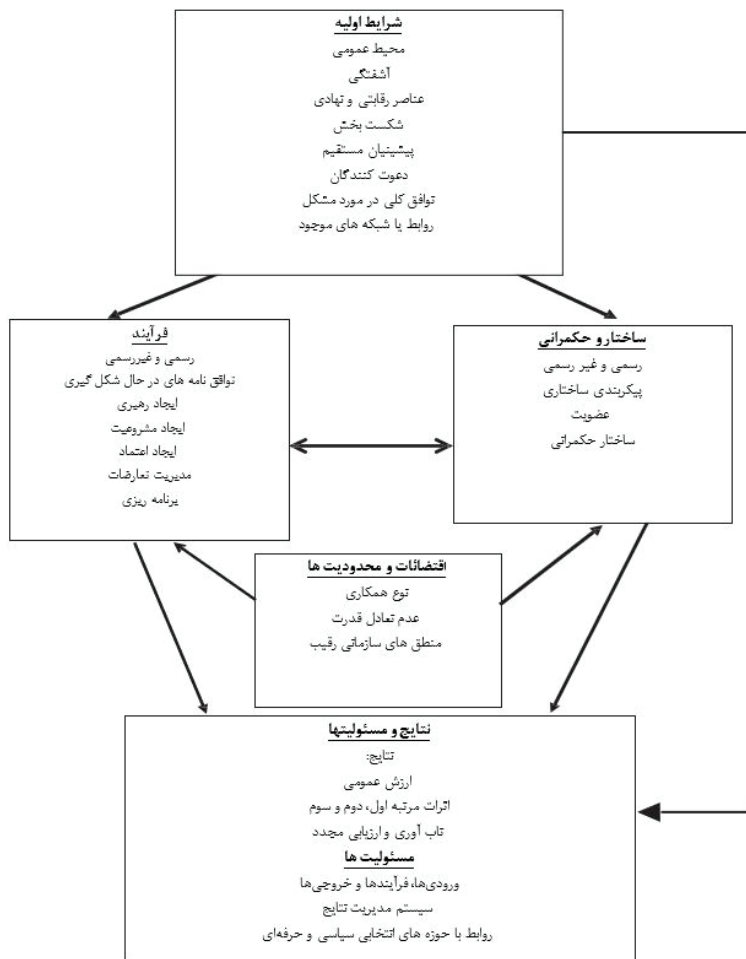 شرایط اولیه
محیط عمومی
آشفتگی
عناصر رقابتی و نهادی
شکست بخش
پیشینیان مستقیم
دعوت کنندگان
توافق کلی در مورد مشکل
روابط یا شبکه های موجود
فرآیند
رسمی و غیررسمی
توافق نامه های در حال شکل گیری
ایجاد رهبری
ایجاد مشروعیت
ایجاد اعتماد
مدیریت تعارضات
برنامه ریزی
ساختار و حکمرانی
رسمی و غیر رسمی
پیکربندی ساختاری
عضویت
ساختار حکمرانی
اقتضائات و محدودیت ها
نوع همکاری
عدم تعادل قدرت
منطق های سازمانی رقیب
نتایج و مسئولیتها
نتایج:
ارزش عمومی
اثرات مرتبه اول، دوم و سوم
تاب آوری و ارزیابی مجدد
مسئولیت ها
ورودی‌ها، فرآیندها و خروجی‌ها
سیستم مدیریت نتایج
روابط با حوزه های انتخابی سیاسی و حرفه‌ای